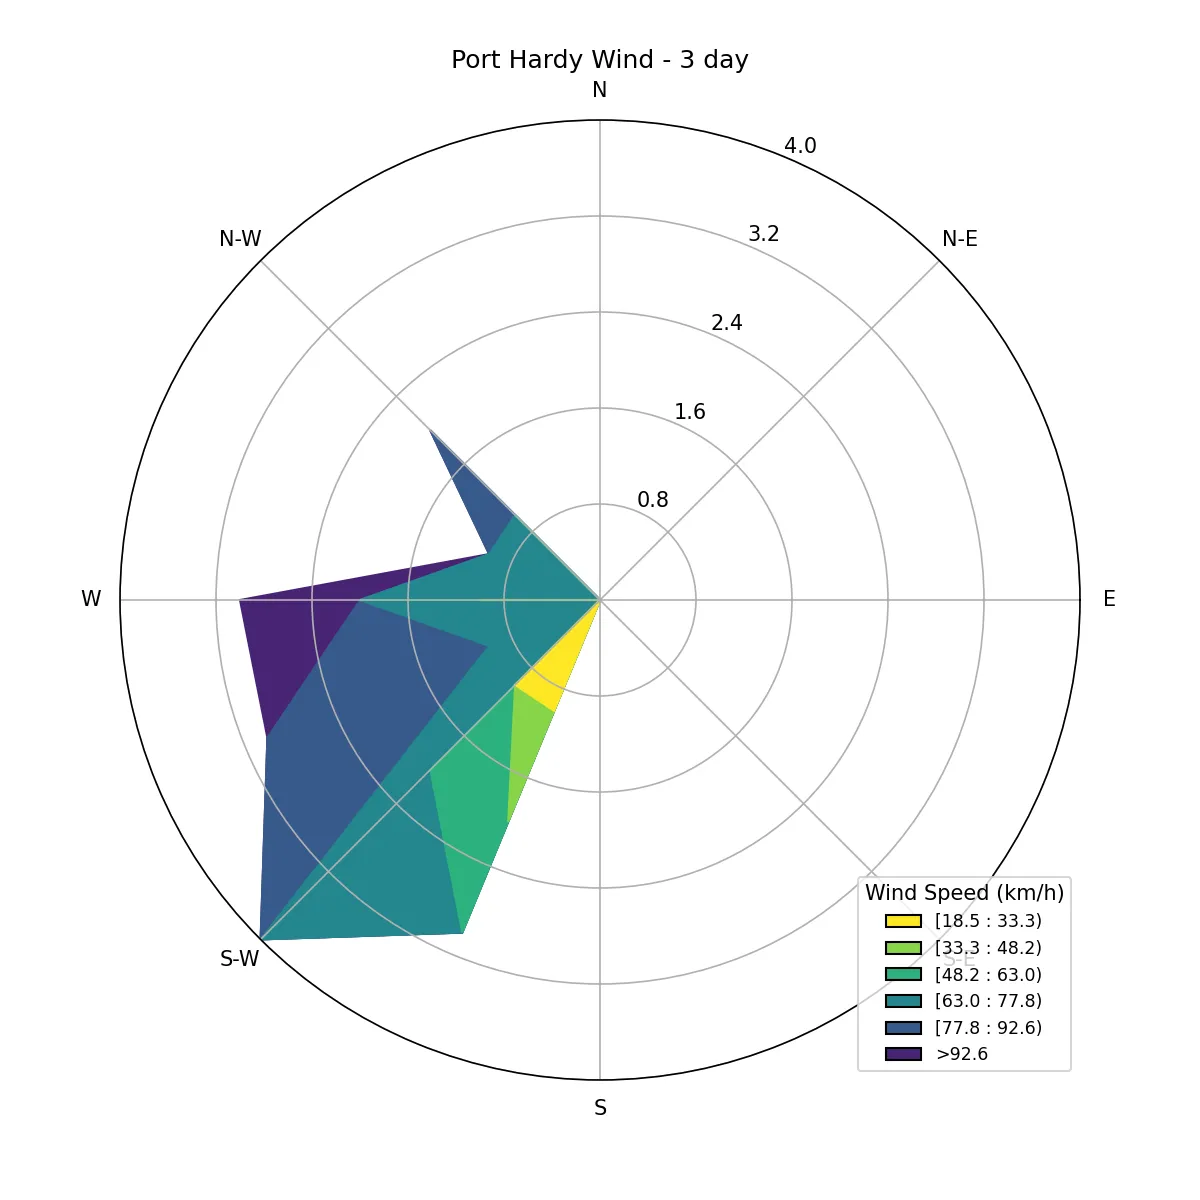 Port Hardy Wind - 3 day
N
4.0
N-W
N-E
3.2
2.4
1.6
0.8
W
E
S-W
S-E
S
Wind Speed (km/h)
[18.5 : 33.3)
[33.3 : 48.2)
[48.2 : 63.0)
[63.0 : 77.8)
[77.8 : 92.6)
>92.6